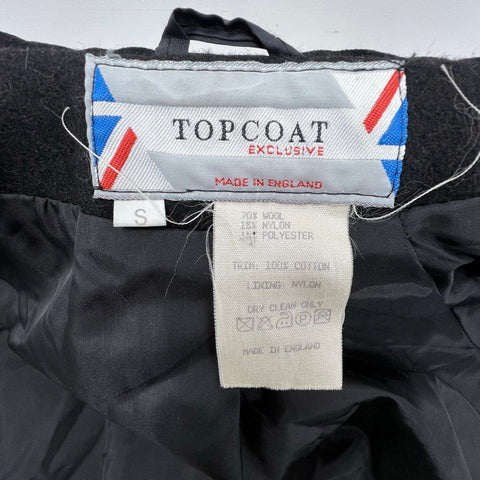 TOPCOAT
EXCLUSIVE
MADE IN ENGLAND
S
70% WOOL
15% NYLON
POLYESTER
TRIM: 100% COTTON
LINING: NYLON
DRY CLEAN ONLY
MADE IN ENGLAND